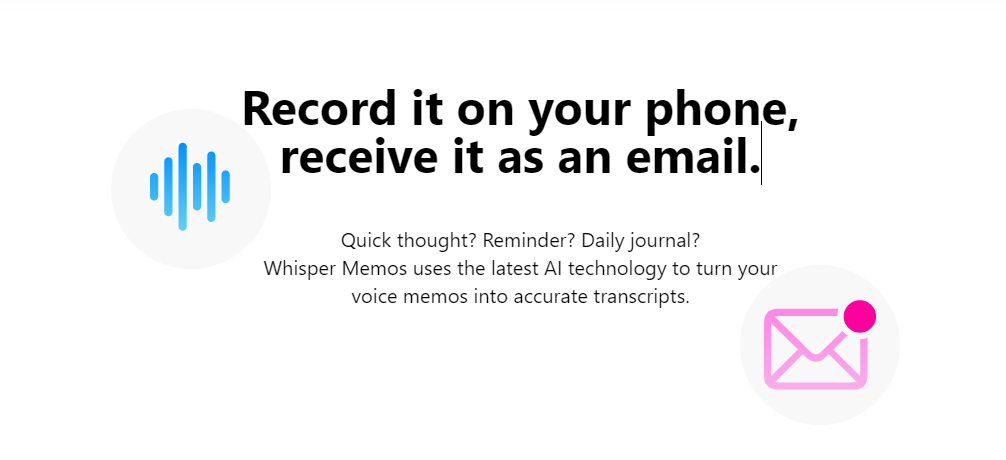 Record it on your phone,
receive it as an email.
Quick thought? Reminder? Daily journal?
Whisper Memos uses the latest AI technology to turn your
voice memos into accurate transcripts.